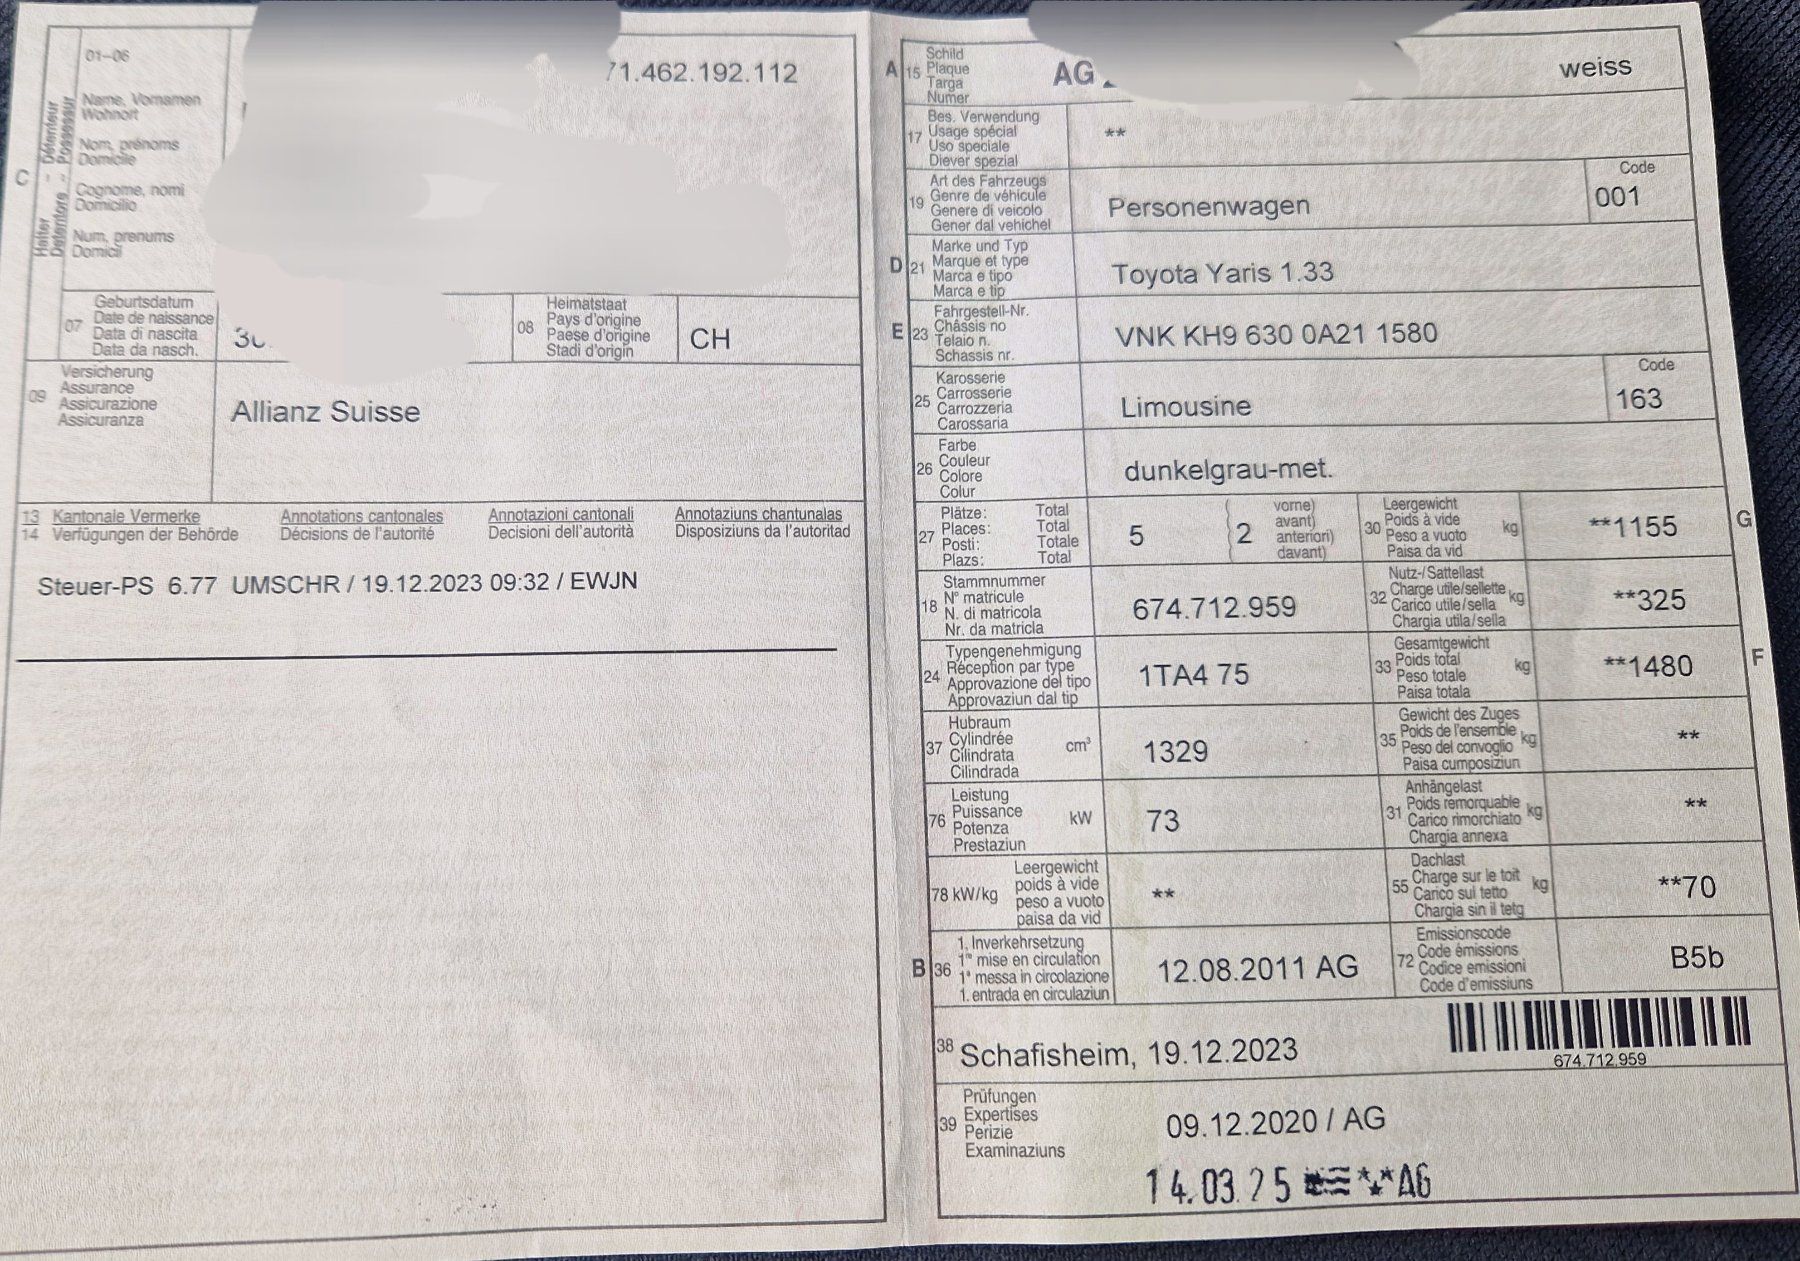 01-06
71.462.192.112
C
Halter - Détenteur
Detentore - Possessur
Name, Vornamen
Wohnort
Nom, prénoms
Domicile
Cognome, nomi
Domicilio
Num, prenums
Domicil
07
Geburtsdatum
Date de naissance
Data di nascita
Data da nasch.
08
Heimatstaat
Pays d'origine
Paese d'origine
Stadi d'origin
CH
09
Versicherung
Assurance
Assicurazione
Assicuranza
Allianz Suisse
13 Kantonale Vermerke Annotations cantonales Annotazioni cantonali Annotaziuns chantunalas
14 Verfügungen der Behörde Décisions de l'autorité Decisioni dell'autorità Disposiziuns da l'autoritad
Steuer-PS 6.77 UMSCHR / 19.12.2023 09:32 / EWJN
A 15
Schild
Plaque
Targa
Numer
AG
weiss
17
Bes. Verwendung
Usage spécial
Uso speciale
Diever spezial
**
19
Art des Fahrzeugs
Genre de véhicule
Genere di veicolo
Gener dal vehichel
Personenwagen
Code
001
D 21
Marke und Typ
Marque et type
Marca e tipo
Marca e tip
Toyota Yaris 1.33
E 23
Fahrgestell-Nr.
Châssis no
Telaio n.
Schassis nr.
VNK KH9 630 0A21 1580
25
Karosserie
Carrosserie
Carrozzeria
Carossaria
Limousine
Code
163
26
Farbe
Couleur
Colore
Colur
dunkelgrau-met.
27
Plätze: Total
Places: Total
Posti: Totale
Plazs: Total
5
2
vorne)
avant)
anteriori)
davant)
30
Leergewicht
Poids à vide
Peso a vuoto
Paisa da vid
kg
**1155
G
18
Stammnummer
N° matricule
N. di matricola
Nr. da matricla
674.712.959
32
Nutz-/Sattellast
Charge utile/sellette
Carico utile/sella
Chargia utila/sella
kg
**325
24
Typengenehmigung
Réception par type
Approvazione del tipo
Approvaziun dal tip
1TA4 75
33
Gesamtgewicht
Poids total
Peso totale
Paisa totala
kg
**1480
F
37
Hubraum
Cylindrée
Cilindrata
Cilindrada
cm³
1329
35
Gewicht des Zuges
Poids de l'ensemble
Peso del convoglio
Paisa cumposiziun
kg
**
76
Leistung
Puissance
Potenza
Prestaziun
kW
73
31
Anhängelast
Poids remorquable
Carico rimorchiato
Chargia annexa
kg
**
78 kW/kg
Leergewicht
poids à vide
peso a vuoto
paisa da vid
**
55
Dachlast
Charge sur le toit
Carico sul tetto
Chargia sin il tetg
kg
**70
B 36
1. Inverkehrsetzung
1re mise en circulation
1a messa in circolazione
1. entrada en circulaziun
12.08.2011 AG
72
Emissionscode
Code émissions
Codice emissioni
Code d'emissiuns
B5b
38
Schafisheim, 19.12.2023
674.712.959
39
Prüfungen
Expertises
Perizie
Examinaziuns
09.12.2020 / AG
14.03.25 AG